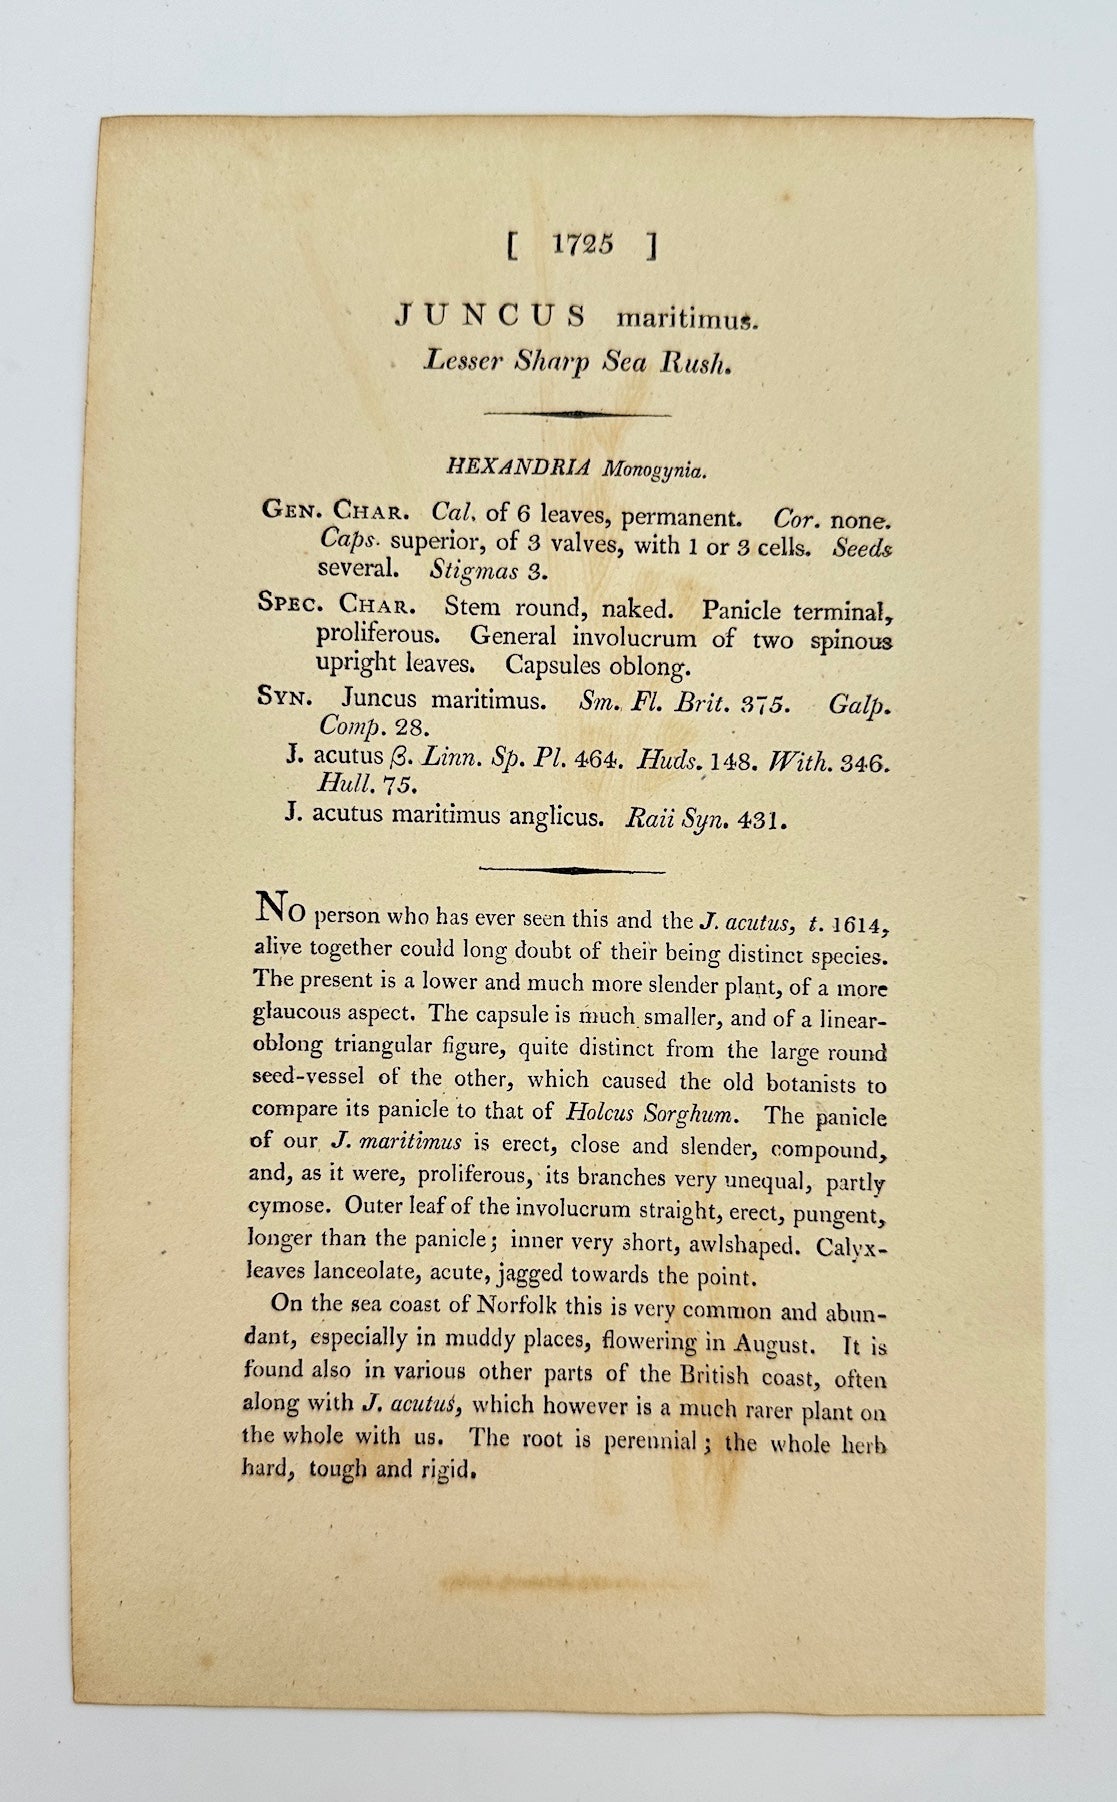 [ 1725 ]
JUNCUS maritimus.
Lesser Sharp Sea Rush.
HEXANDRIA Monogynia.
GEN. CHAR. Cal. of 6 leaves, permanent. Cor. none.
Caps. superior, of 3 valves, with 1 or 3 cells. Seeds
several. Stigmas 3.
SPEC. CHAR. Stem round, naked. Panicle terminal,
proliferous. General involucrum of two spinous
upright leaves. Capsules oblong.
SYN. Juncus maritimus. Sm. Fl. Brit. 375. Galp.
Comp. 28.
J. acutus β. Linn. Sp. Pl. 464. Huds. 148. With. 346.
Hull. 75.
J. acutus maritimus anglicus. Raii Syn. 431.
NO person who has ever seen this and the J. acutus, t. 1614,
alive together could long doubt of their being distinct species.
The present is a lower and much more slender plant, of a more
glaucous aspect. The capsule is much smaller, and of a linear-
oblong triangular figure, quite distinct from the large round
seed-vessel of the other, which caused the old botanists to
compare its panicle to that of Holcus Sorghum. The panicle
of our J. maritimus is erect, close and slender, compound,
and, as it were, proliferous, its branches very unequal, partly
cymose. Outer leaf of the involucrum straight, erect, pungent,
longer than the panicle; inner very short, awlshaped. Calyx-
leaves lanceolate, acute, jagged towards the point.
On the sea coast of Norfolk this is very common and abun-
dant, especially in muddy places, flowering in August. It is
found also in various other parts of the British coast, often
along with J. acutus, which however is a much rarer plant on
the whole with us. The root is perennial; the whole herb
hard, tough and rigid.